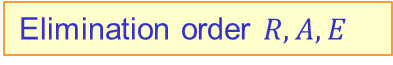 Elimination order R, A, E